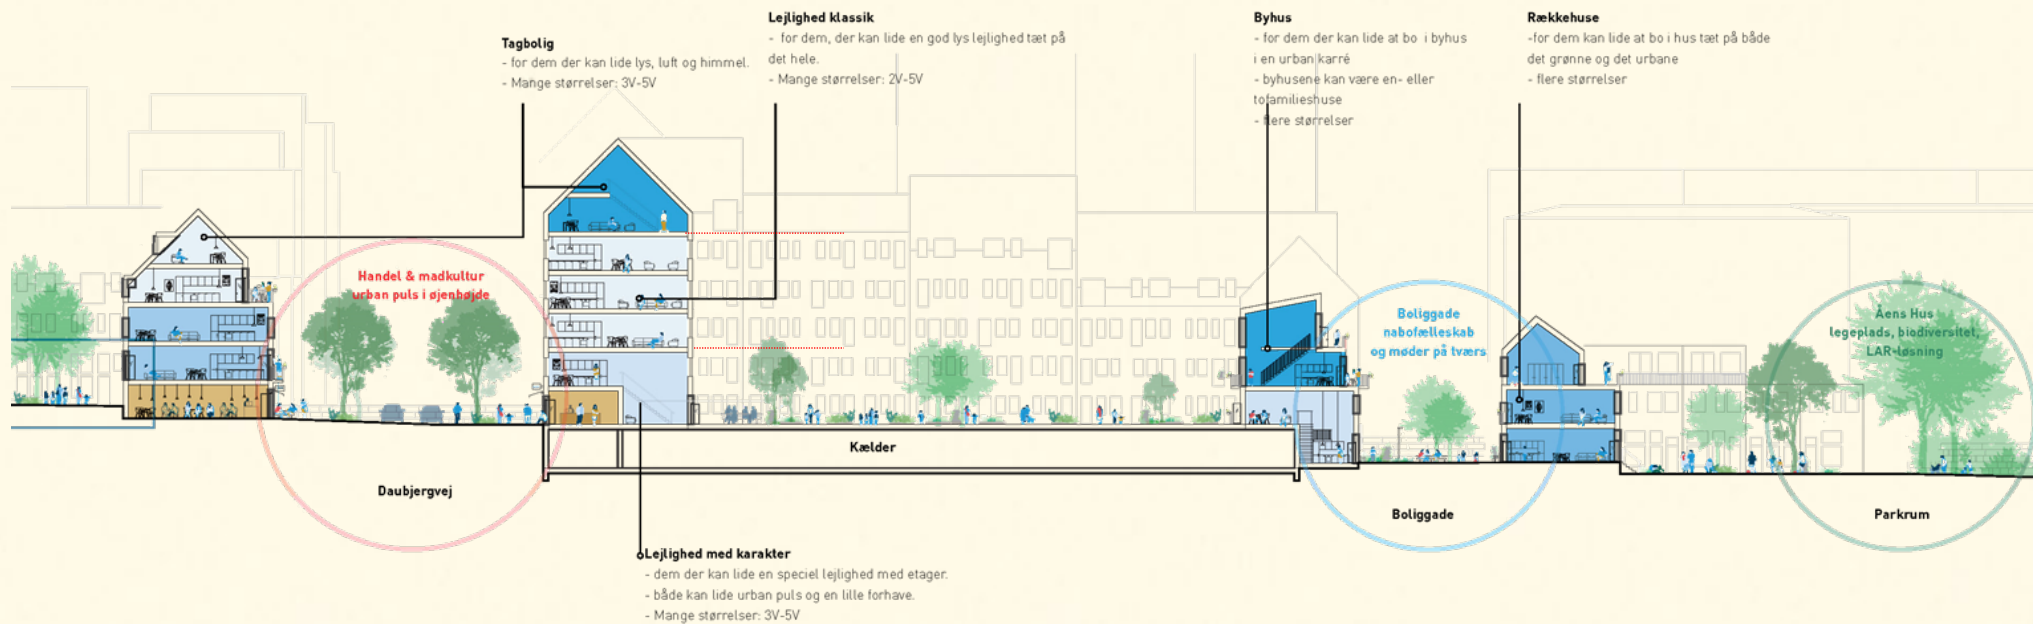 Tagbolig
- for dem der kan lide lys, luft og himmel.
- Mange størrelser: 3V-5V
Lejlighed klassik
- for dem, der kan lide en god lys lejlighed tæt på
det hele.
- Mange størrelser: 2V-5V
Byhus
- for dem der kan lide at bo i byhus
i en urban karré
- byhusene kan være en- eller
tofamilieshuse
- flere størrelser
Rækkehuse
-for dem kan lide at bo i hus tæt på både
det grønne og det urbane
- flere størrelser
Handel & madkultur
urban puls i øjenhøjde
Boliggade
nabofælleskab
og møder på tværs
Åens Hus
legeplads, biodiversitet,
LAR-løsning
Kælder
Daubjergvej
Boliggade
Parkrum
Lejlighed med karakter
- dem der kan lide en speciel lejlighed med etager.
- både kan lide urban puls og en lille forhave.
- Mange størrelser: 3V-5V